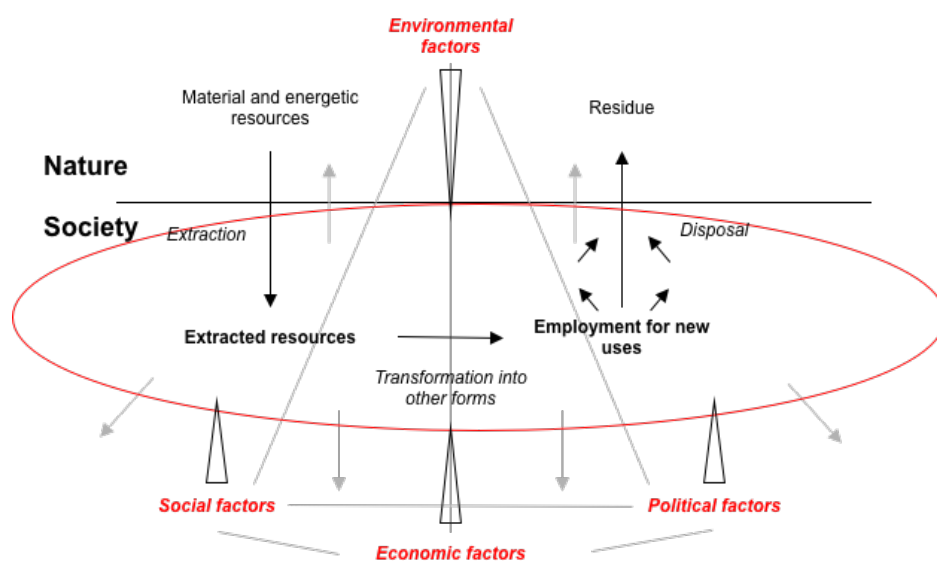 Environmental
factors
Material and energetic
resources
Residue
Nature
Society
Extraction
Disposal
Extracted resources
Employment for new
uses
Transformation into
other forms
Social factors
Political factors
Economic factors